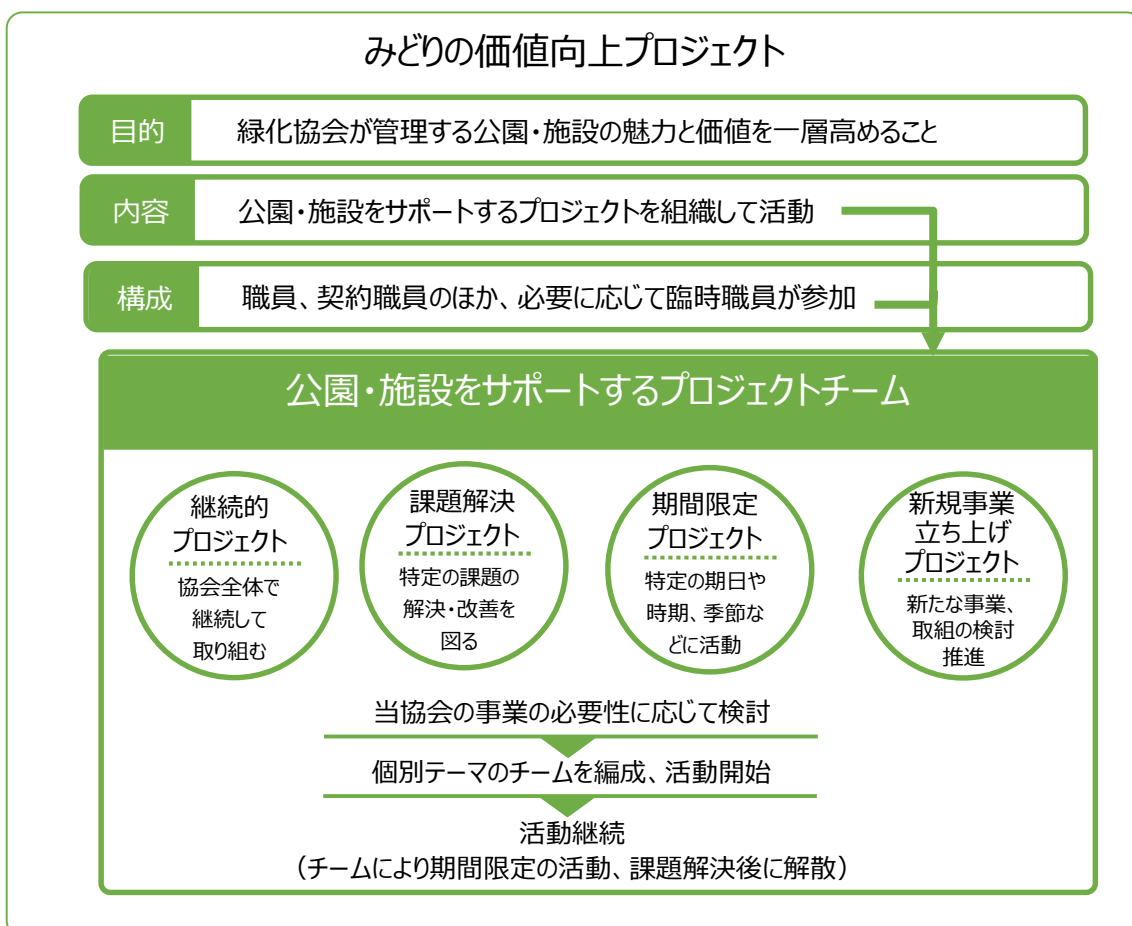 みどりの価値向上プロジェクト
目的
緑化協会が管理する公園・施設の魅力と価値を一層高めること
内容
公園・施設をサポートするプロジェクトを組織して活動
構成
職員、契約職員のほか、必要に応じて臨時職員が参加
公園・施設をサポートするプロジェクトチーム
継続的
プロジェクト
協会全体で
継続して
取り組む
課題解決
プロジェクト
特定の課題の
解決・改善を
図る
期間限定
プロジェクト
特定の期日や
時期、季節な
どに活動
新規事業
立ち上げ
プロジェクト
新たな事業、
取組の検討
推進
当協会の事業の必要性に応じて検討
個別テーマのチームを編成、活動開始
活動継続
（チームにより期間限定の活動、課題解決後に解散）